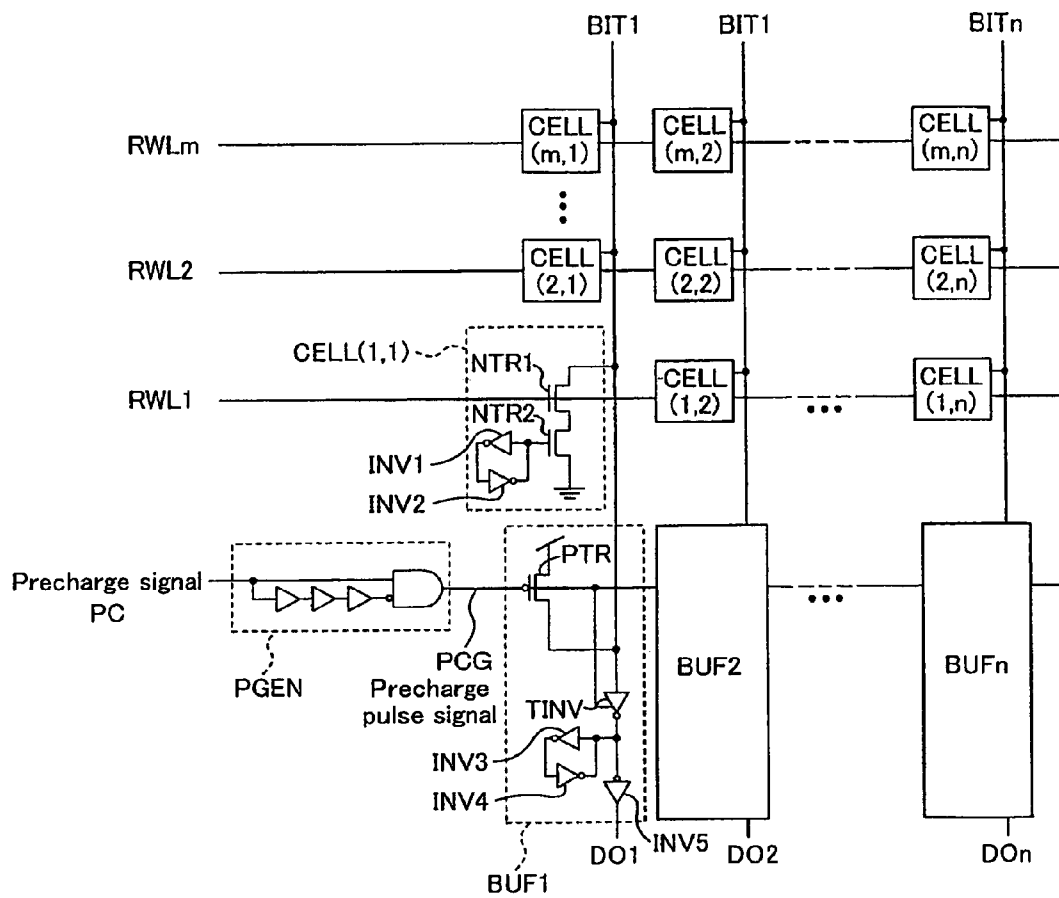 BIT1
BIT1
BITn
RWLm
CELL
(m,1)
CELL
(m,2)
CELL
(m,n)
RWL2
CELL
(2,1)
CELL
(2,2)
CELL
(2,n)
CELL(1,1)
NTR1
RWL1
CELL
(1,2)
CELL
(1,n)
NTR2
INV1
INV2
PTR
Precharge signal
PC
PCG
Precharge
pulse signal
PGEN
BUF2
BUFn
TINV
INV3
INV4
INV5
DO1
DO2
DOn
BUF1